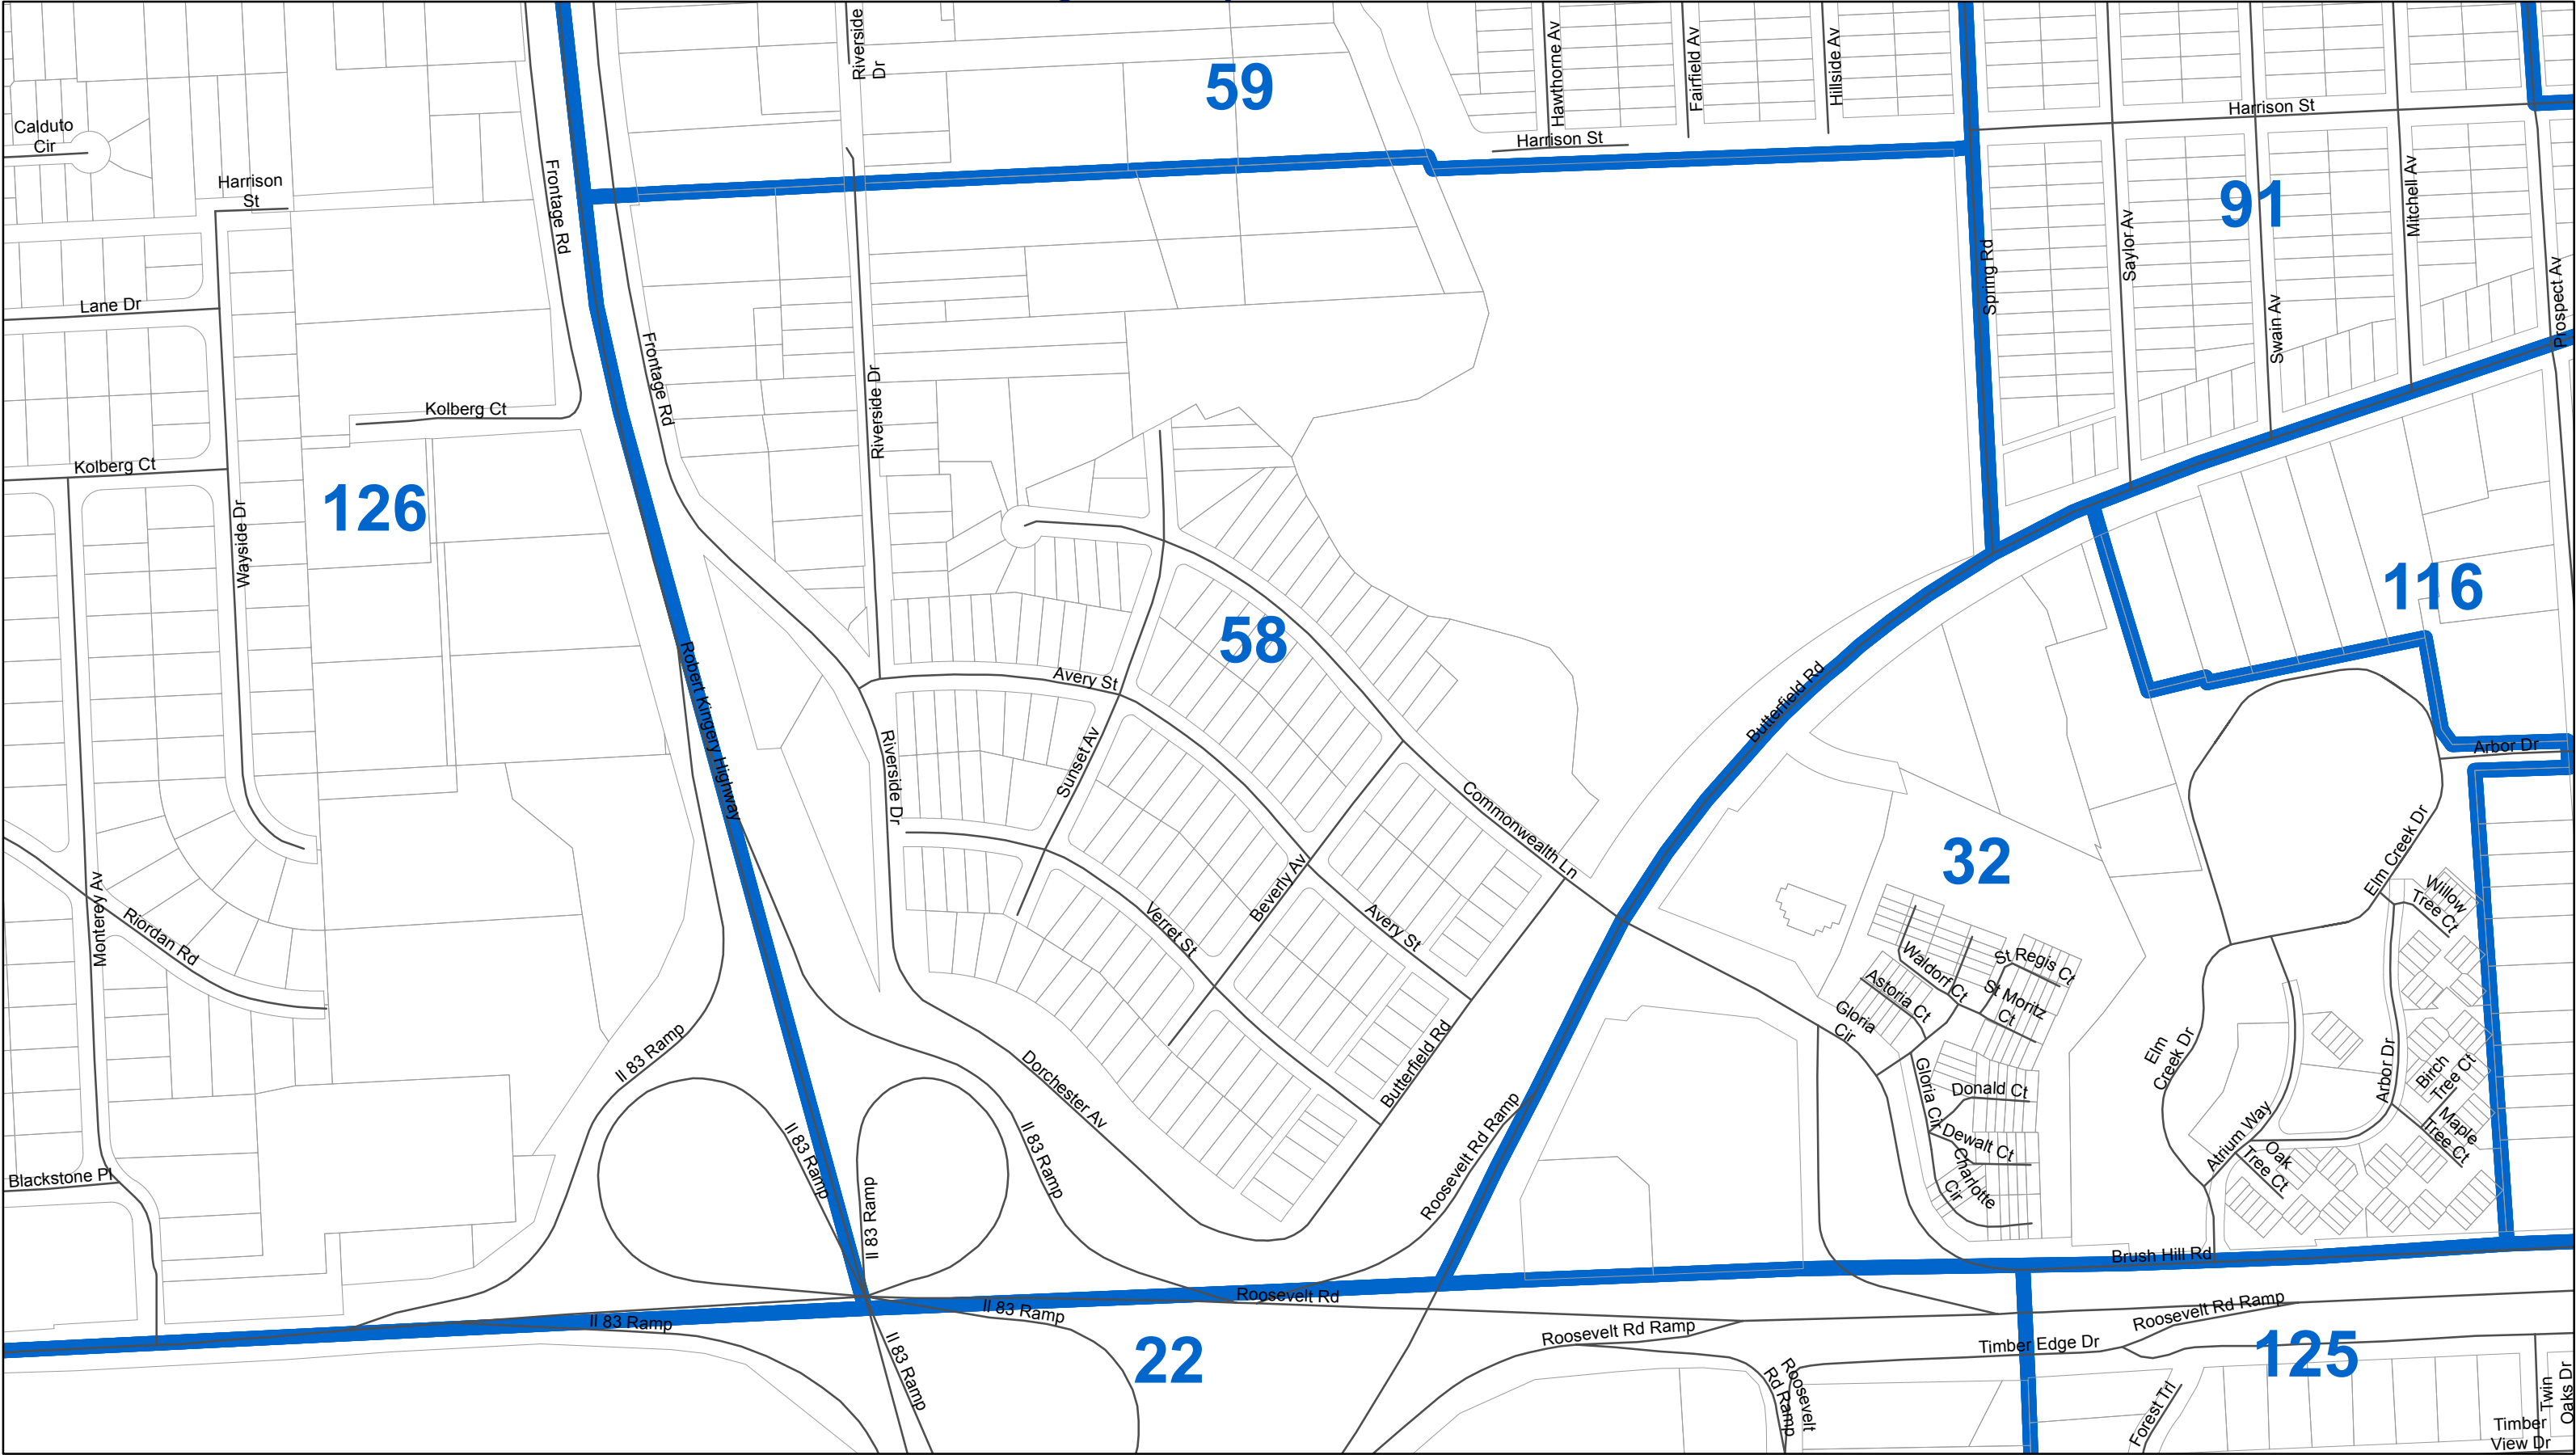 Riverside
Dr
59
Hawthorne Av
Fairfield Av
Hillside Av
Calduto
Cir
Harrison St
Harrison St
Harrison
St
Frontage Rd
91
Saylor Av
Mitchell Av
Spring Rd
Swain Av
Prospect Av
Lane Dr
Frontage Rd
Riverside Dr
Kolberg Ct
Kolberg Ct
126
Wayside Dr
116
58
Avery St
Robert Kingery Highway
Butterfield Rd
Sunset Av
Riverside Dr
Arbor Dr
Commonwealth Ln
32
Elm Creek Dr
Willow
Tree Ct
Monterey Av
Riordan Rd
Beverly Av
Verret St
Avery St
Waldorf Ct
St Regis Ct
Astoria Ct
St Moritz
Ct
Gloria
Cir
Il 83 Ramp
Dorchester Av
Butterfield Rd
Elm
Creek Dr
Arbor Dr
Birch
Tree Ct
Gloria Cir
Donald Ct
Maple
Tree Ct
Il 83 Ramp
Il 83 Ramp
Il 83 Ramp
Roosevelt Rd Ramp
Dewalt Ct
Charlotte
Cir
Atrium Way
Oak
Tree Ct
Blackstone Pl
Brush Hill Rd
Roosevelt Rd
Il 83 Ramp
Il 83 Ramp
Il 83 Ramp
22
Roosevelt Rd Ramp
Roosevelt Rd Ramp
Timber Edge Dr
125
Roosevelt
Rd Ramp
Forest Trl
Twin
Oaks Dr
Timber
View Dr